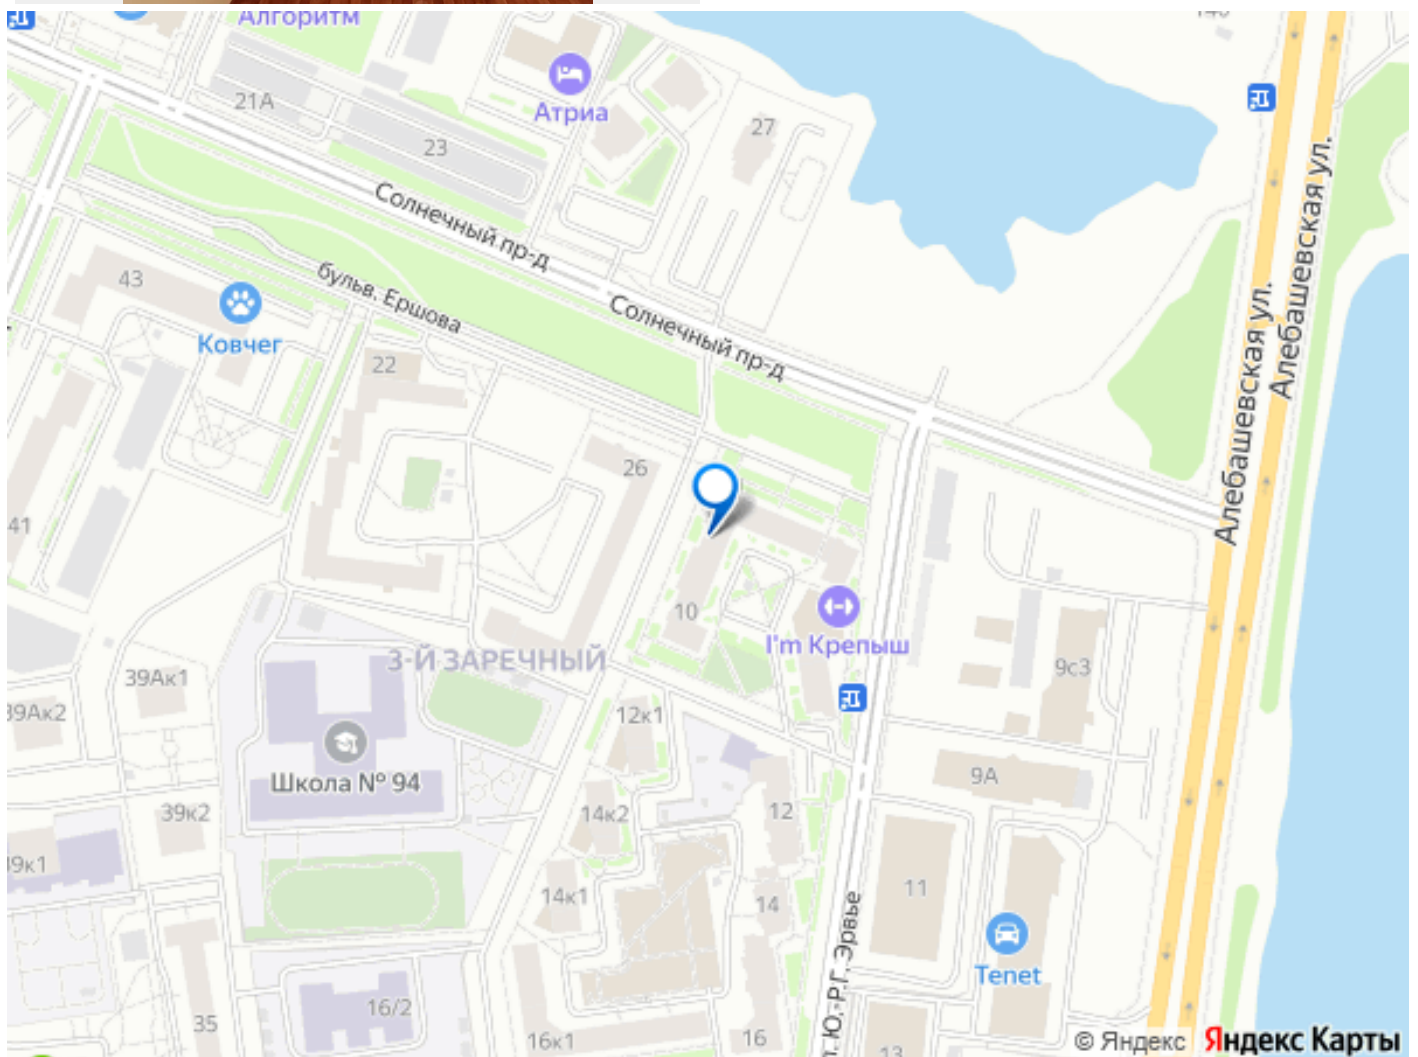 Алгоритм
21А
Атриа
23
27
Солнечный пр-д
43
бульв. Ершова
Ковчег
Солнечный пр-д
22
Алебашевская ул.
Алебашевская ул.
26
41
10
I'm Крепыш
3-Й ЗАРЕЧНЫЙ
39Ак1
9с3
39Ак2
12к1
Школа № 94
9А
39к2
14к2
12
39к1
14к1
14
11
Ю.-Р.Г. Эрвье
Tenet
16/2
35
16к1
16
13
© Яндекс
Яндекс Карты